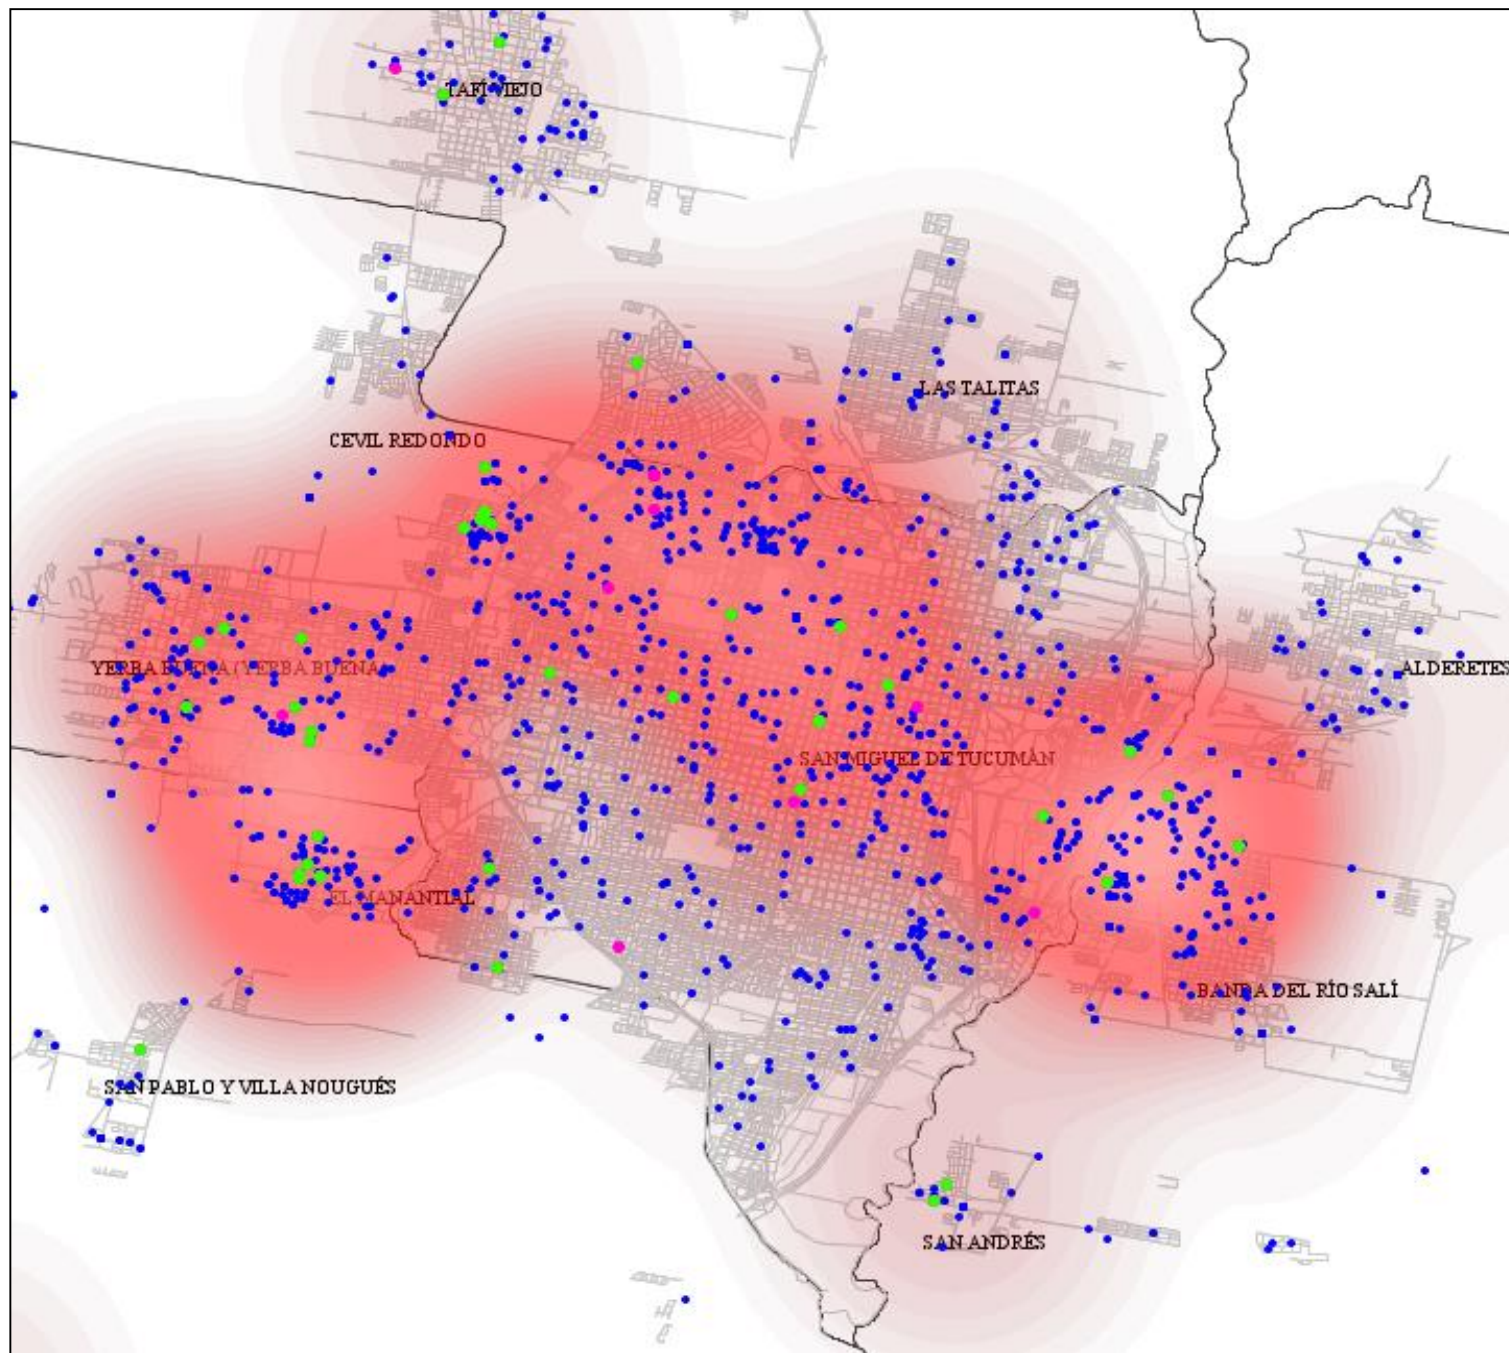 TAFÍ VIEJO
LAS TALITAS
CEVIL REDONDO
YERBA BUENA (YERBA BUENA)
ALDERETES
SAN MIGUEL DE TUCUMÁN
EL MANANTIAL
BANDA DEL RÍO SALÍ
SAN PABLO Y VILLA NOUGUÉS
SAN ANDRÉS